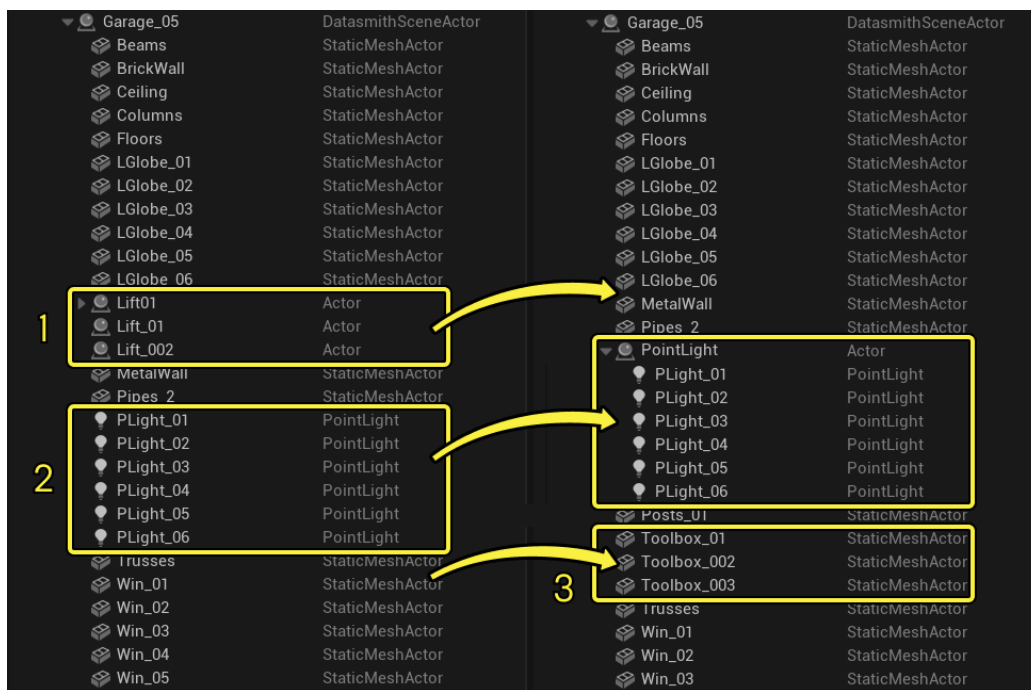 Garage_05 DatasmithSceneActor
Beams StaticMeshActor
BrickWall StaticMeshActor
Ceiling StaticMeshActor
Columns StaticMeshActor
Floors StaticMeshActor
LGlobe_01 StaticMeshActor
LGlobe_02 StaticMeshActor
LGlobe_03 StaticMeshActor
LGlobe_04 StaticMeshActor
LGlobe_05 StaticMeshActor
LGlobe_06 StaticMeshActor
1
Lift01 Actor
Lift_01 Actor
Lift_002 Actor
MetalWall StaticMeshActor
Pipes_2 StaticMeshActor
2
PLight_01 PointLight
PLight_02 PointLight
PLight_03 PointLight
PLight_04 PointLight
PLight_05 PointLight
PLight_06 PointLight
Trusses StaticMeshActor
Win_01 StaticMeshActor
Win_02 StaticMeshActor
Win_03 StaticMeshActor
Win_04 StaticMeshActor
Win_05 StaticMeshActor
Garage_05 DatasmithSceneActor
Beams StaticMeshActor
BrickWall StaticMeshActor
Ceiling StaticMeshActor
Columns StaticMeshActor
Floors StaticMeshActor
LGlobe_01 StaticMeshActor
LGlobe_02 StaticMeshActor
LGlobe_03 StaticMeshActor
LGlobe_04 StaticMeshActor
LGlobe_05 StaticMeshActor
LGlobe_06 StaticMeshActor
MetalWall StaticMeshActor
Pipes_2 StaticMeshActor
PointLight Actor
PLight_01 PointLight
PLight_02 PointLight
PLight_03 PointLight
PLight_04 PointLight
PLight_05 PointLight
PLight_06 PointLight
Posts_01 StaticMeshActor
3
Toolbox_01 StaticMeshActor
Toolbox_002 StaticMeshActor
Toolbox_003 StaticMeshActor
Trusses StaticMeshActor
Win_01 StaticMeshActor
Win_02 StaticMeshActor
Win_03 StaticMeshActor